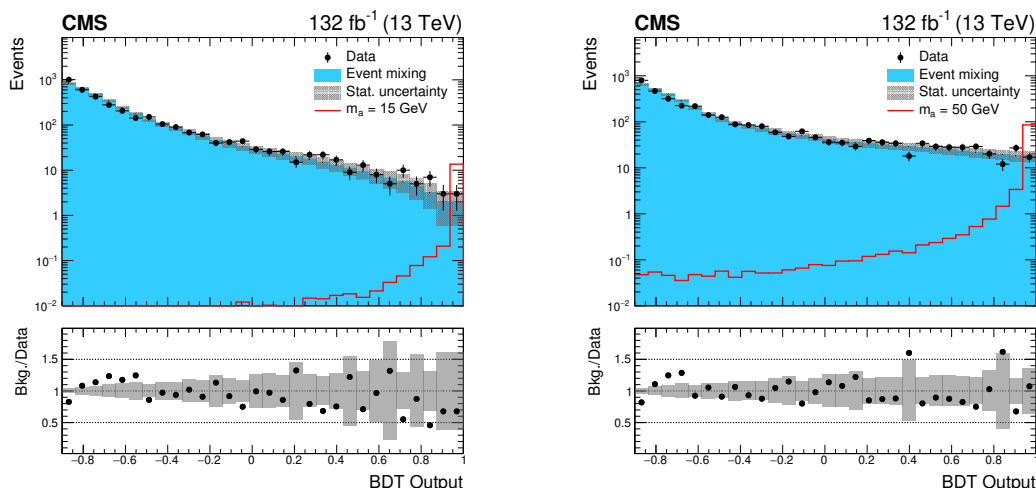 CMS 132 fb⁻¹ (13 TeV)
Events
Data
Event mixing
Stat. uncertainty
mₐ = 15 GeV
10³
10²
10
1
10⁻¹
10⁻²
Bkg./Data
1.5
1
0.5
−0.8 −0.6 −0.4 −0.2 0 0.2 0.4 0.6 0.8 1
BDT Output
CMS 132 fb⁻¹ (13 TeV)
Events
Data
Event mixing
Stat. uncertainty
mₐ = 50 GeV
10³
10²
10
1
10⁻¹
10⁻²
Bkg./Data
1.5
1
0.5
−0.8 −0.6 −0.4 −0.2 0 0.2 0.4 0.6 0.8 1
BDT Output